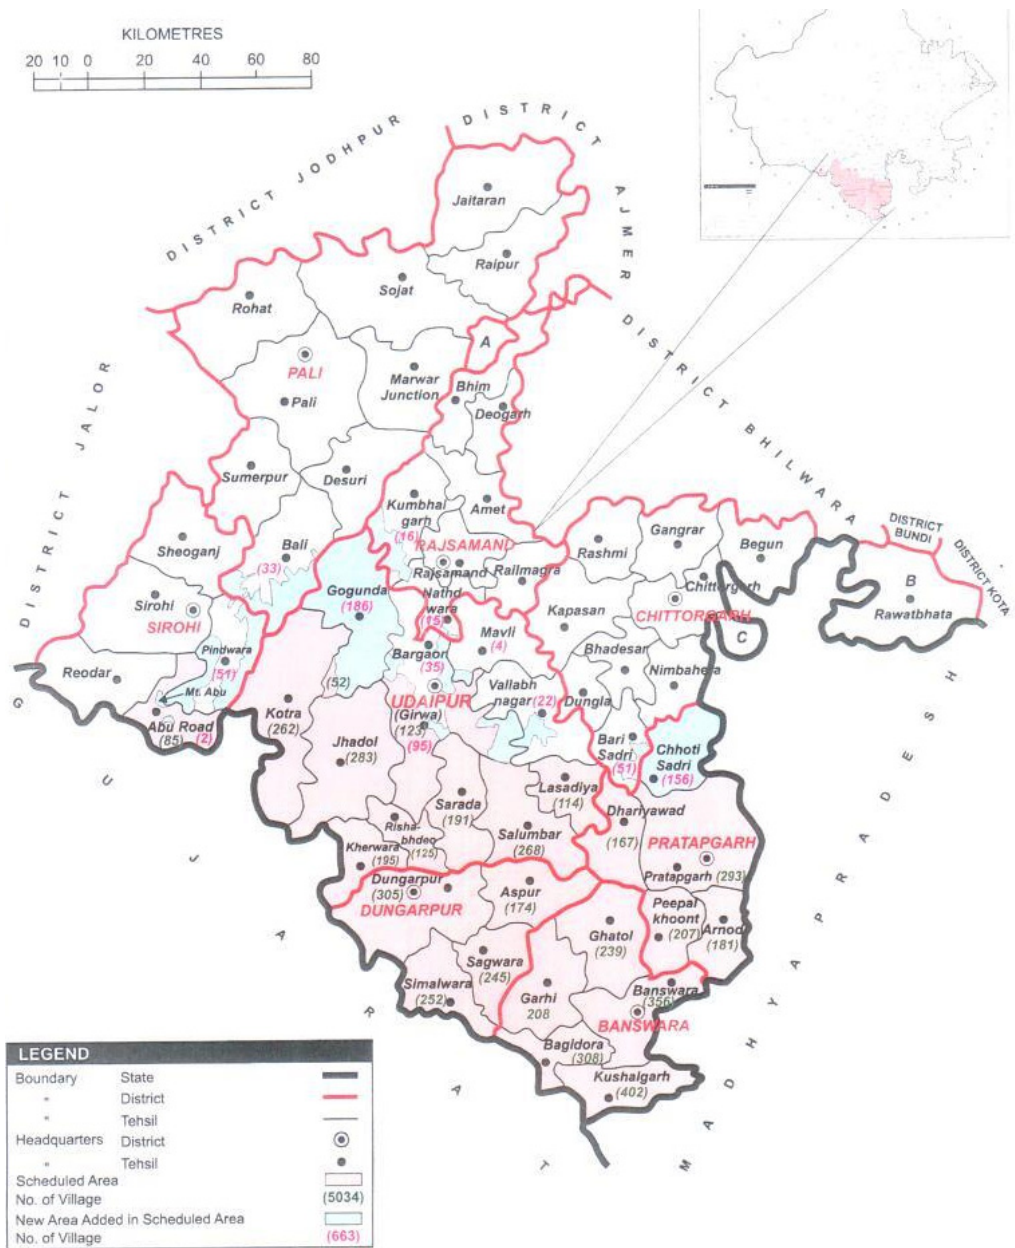 KILOMETRES
20 10 0 20 40 60 80
DISTRICT JODHPUR
DISTRICT AJMER
DISTRICT BHILWARA
DISTRICT BUNDI
DISTRICT KOTA
DISTRICT JALOR
GUJARAT
MADHYA PRADESH
Jaitaran
Raipur
Sojat
Rohat
A
PALI
Pali
Marwar
Junction
Bhim
Deogarh
Sumerpur
Desuri
Kumbhal
garh
(16)
Amet
Sheoganj
Bali
(33)
RAJSAMAND
Rajsamand
Railmagra
Rashmi
Gangrar
Begun
B
Rawatbhata
Sirohi
SIROHI
Gogunda
(186)
Nathd
wara
(15)
Mavli
(4)
Kapasan
Chittorgarh
CHITTORGARH
C
Pindwara
(51)
Bargaon
(35)
Bhadesar
Nimbahera
Reodar
Mt. Abu
(52)
UDAIPUR
Vallabh
nagar
(22)
Dungla
Abu Road
(85)
(2)
Kotra
(262)
(Girwa)
(123)
(95)
Bari
Sadri
(51)
Chhoti
Sadri
(156)
Jhadol
(283)
Sarada
(191)
Lasadiya
(114)
Dhariyawad
(167)
Risha-
bhdeo
(125)
Salumbar
(268)
PRATAPGARH
Pratapgarh (293)
Kherwara
(195)
Dungarpur
(305)
DUNGARPUR
Aspur
(174)
Peepal
khoont
(207)
Arnod
(181)
Ghatol
(239)
Sagwara
(245)
Simalwara
(252)
Garhi
208
Banswara
(356)
BANSWARA
Bagidora
(308)
Kushalgarh
(402)
LEGEND
Boundary State
" District
" Tehsil
Headquarters District
" Tehsil
Scheduled Area
No. of Village (5034)
New Area Added in Scheduled Area
No. of Village (663)